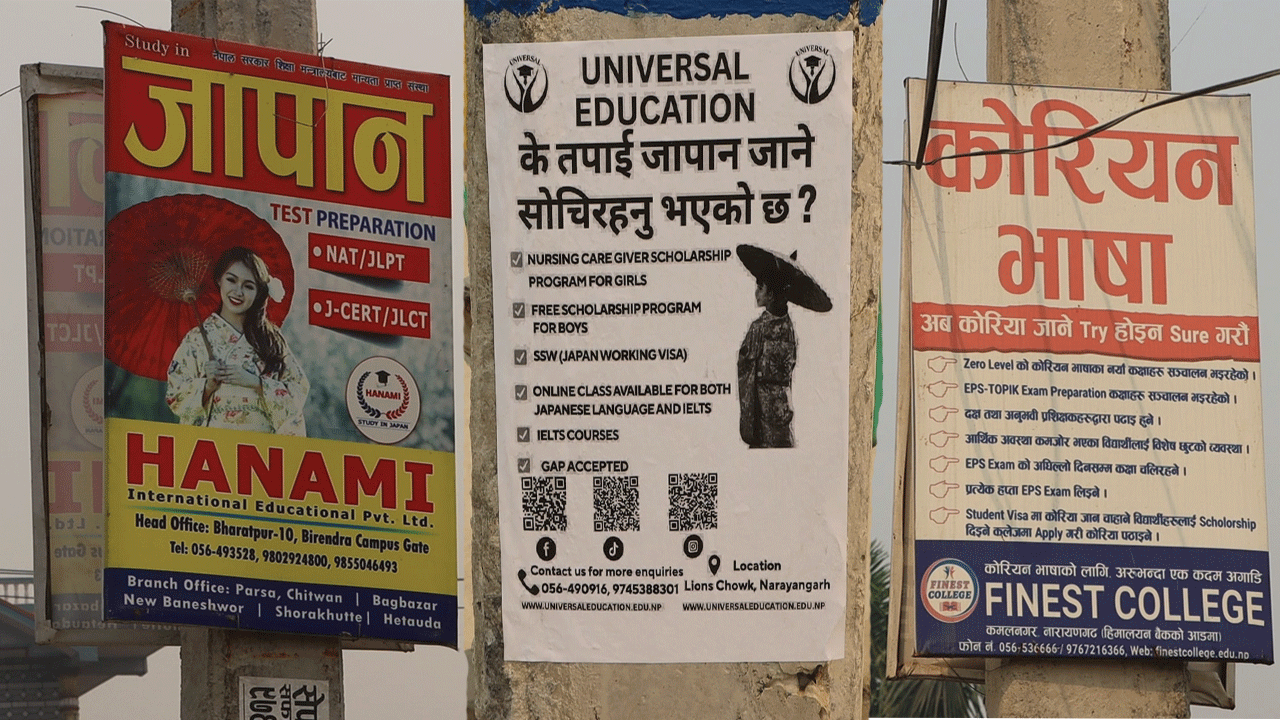 Study in
नेपाल सरकार शिक्षा मन्त्रालयबाट मान्यता प्राप्त संस्था
जापान
TEST PREPARATION
• NAT/JLPT
• J-CERT/JLCT
HANAMI
STUDY IN JAPAN
HANAMI
International Educational Pvt. Ltd.
Head Office: Bharatpur-10, Birendra Campus Gate
Tel: 056-493528, 9802924800, 9855046493
Branch Office: Parsa, Chitwan | Bagbazar
New Baneshwor | Shorakhutte | Hetauda
UNIVERSAL
UNIVERSAL
UNIVERSAL
EDUCATION
के तपाई जापान जाने
सोचिरहनु भएको छ ?
NURSING CARE GIVER SCHOLARSHIP
PROGRAM FOR GIRLS
FREE SCHOLARSHIP PROGRAM
FOR BOYS
SSW (JAPAN WORKING VISA)
ONLINE CLASS AVAILABLE FOR BOTH
JAPANESE LANGUAGE AND IELTS
IELTS COURSES
GAP ACCEPTED
Contact us for more enquiries
056-490916, 9745388301
Location
Lions Chowk, Narayangarh
WWW.UNIVERSALEDUCATION.EDU.NP
WWW.UNIVERSALEDUCATION.EDU.NP
कोरियन
भाषा
अब कोरिया जाने Try होइन Sure गरौं
Zero Level को कोरियन भाषाका नयाँ कक्षाहरू सञ्चालन भइरहेको ।
EPS-TOPIK Exam Preparation कक्षाहरू सञ्चालन भइरहेको ।
दक्ष तथा अनुभवी प्रशिक्षकहरूद्वारा पढाइ हुने ।
आर्थिक अवस्था कमजोर भएका विद्यार्थीलाई विशेष छुटको व्यवस्था ।
EPS Exam को अघिल्लो दिनसम्म कक्षा चलिरहने ।
प्रत्येक हप्ता EPS Exam लिइने ।
Student Visa मा कोरिया जान चाहने विद्यार्थीहरूलाई Scholorship
दिइने कलेजमा Apply गरी कोरिया पठाइने ।
FINEST
COLLEGE
कोरियन भाषाको लागि, अरुभन्दा एक कदम अगाडि
FINEST COLLEGE
कमलनगर, नारायणगढ (हिमालयन बैंकको आडमा)
फोन नं. 056-536666 / 9767216366, Web: finestcollege.edu.np